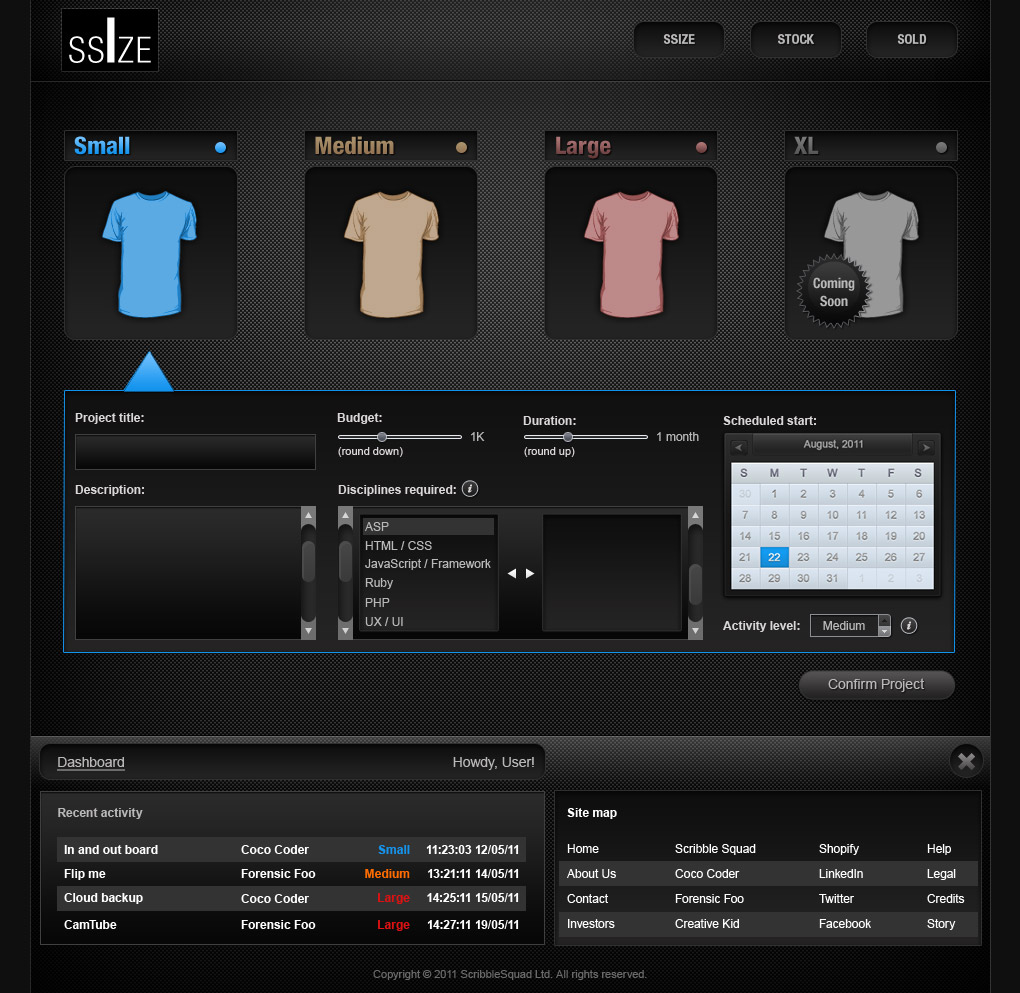 SSIZE
SSIZE STOCK SOLD
Small Medium Large XL
Coming
Soon
Project title:
Budget:
1K
(round down)
Duration:
1 month
(round up)
Scheduled start:
August, 2011
S M T W T F S
30 1 2 3 4 5 6
7 8 9 10 11 12 13
14 15 16 17 18 19 20
21 22 23 24 25 26 27
28 29 30 31 1 2 3
Description:
Disciplines required: i
ASP
HTML / CSS
JavaScript / Framework
Ruby
PHP
UX / UI
Activity level: Medium i
Confirm Project
Dashboard Howdy, User!
Recent activity
In and out board Coco Coder Small 11:23:03 12/05/11
Flip me Forensic Foo Medium 13:21:11 14/05/11
Cloud backup Coco Coder Large 14:25:11 15/05/11
CamTube Forensic Foo Large 14:27:11 19/05/11
Site map
Home Scribble Squad Shopify Help
About Us Coco Coder LinkedIn Legal
Contact Forensic Foo Twitter Credits
Investors Creative Kid Facebook Story
Copyright © 2011 ScribbleSquad Ltd. All rights reserved.